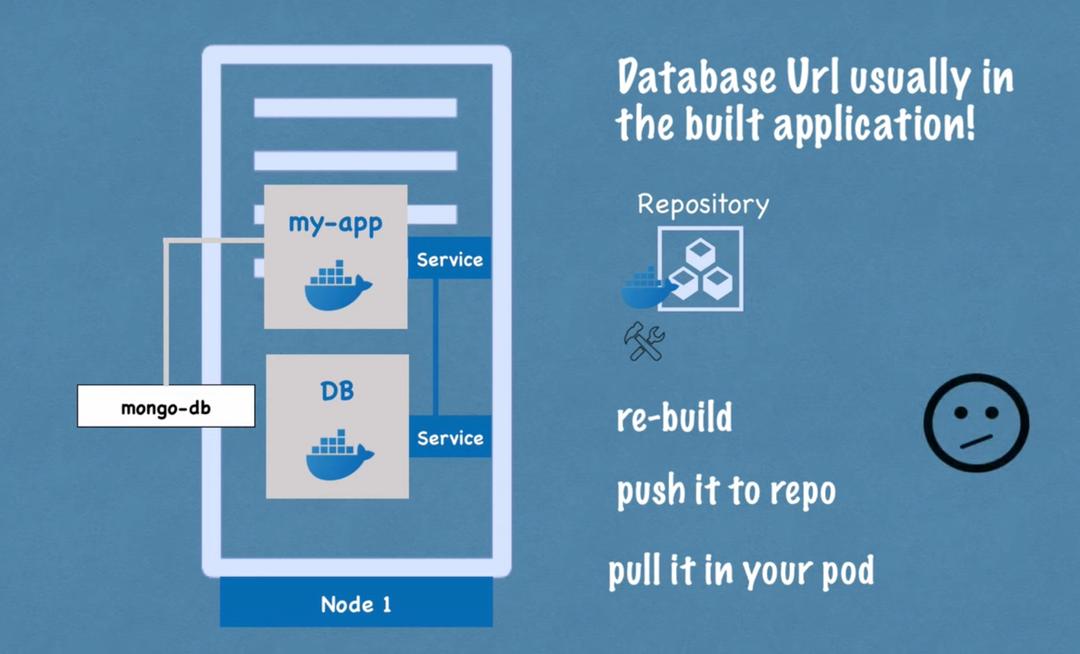 Database Url usually in
the built application!
Repository
my-app
Service
DB
mongo-db
Service
re-build
push it to repo
pull it in your pod
Node 1